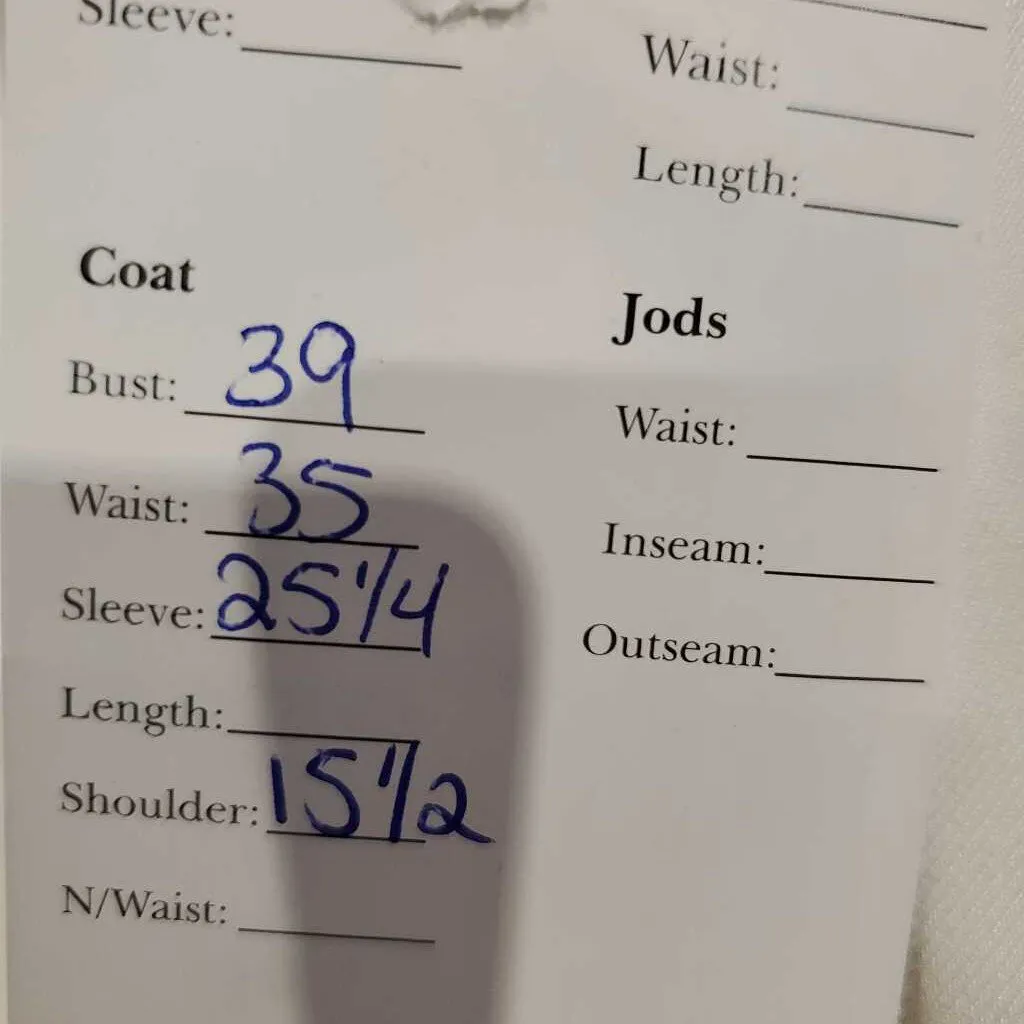 Sleeve:
Waist:
Length:
Coat
Bust: 39
Waist: 35
Sleeve: 25 1/4
Length:
Shoulder: 15 1/2
N/Waist:
Jods
Waist:
Inseam:
Outseam: